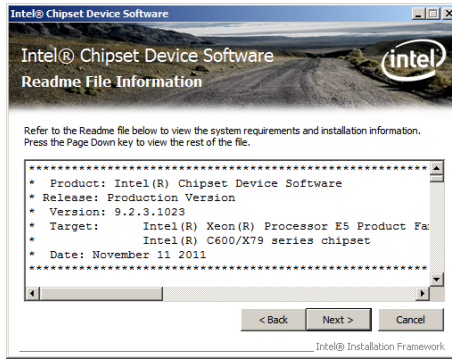 Intel® Chipset Device Software
Intel® Chipset Device Software
intel
Readme File Information
Refer to the Readme file below to view the system requirements and installation information.
Press the Page Down key to view the rest of the file.
******************************************************
* Product: Intel(R) Chipset Device Software
* Release: Production Version
* Version: 9.2.3.1023
* Target: Intel(R) Xeon(R) Processor E5 Product Fa
* Intel(R) C600/X79 series chipset
* Date: November 11 2011
******************************************************
< Back Next > Cancel
Intel® Installation Framework